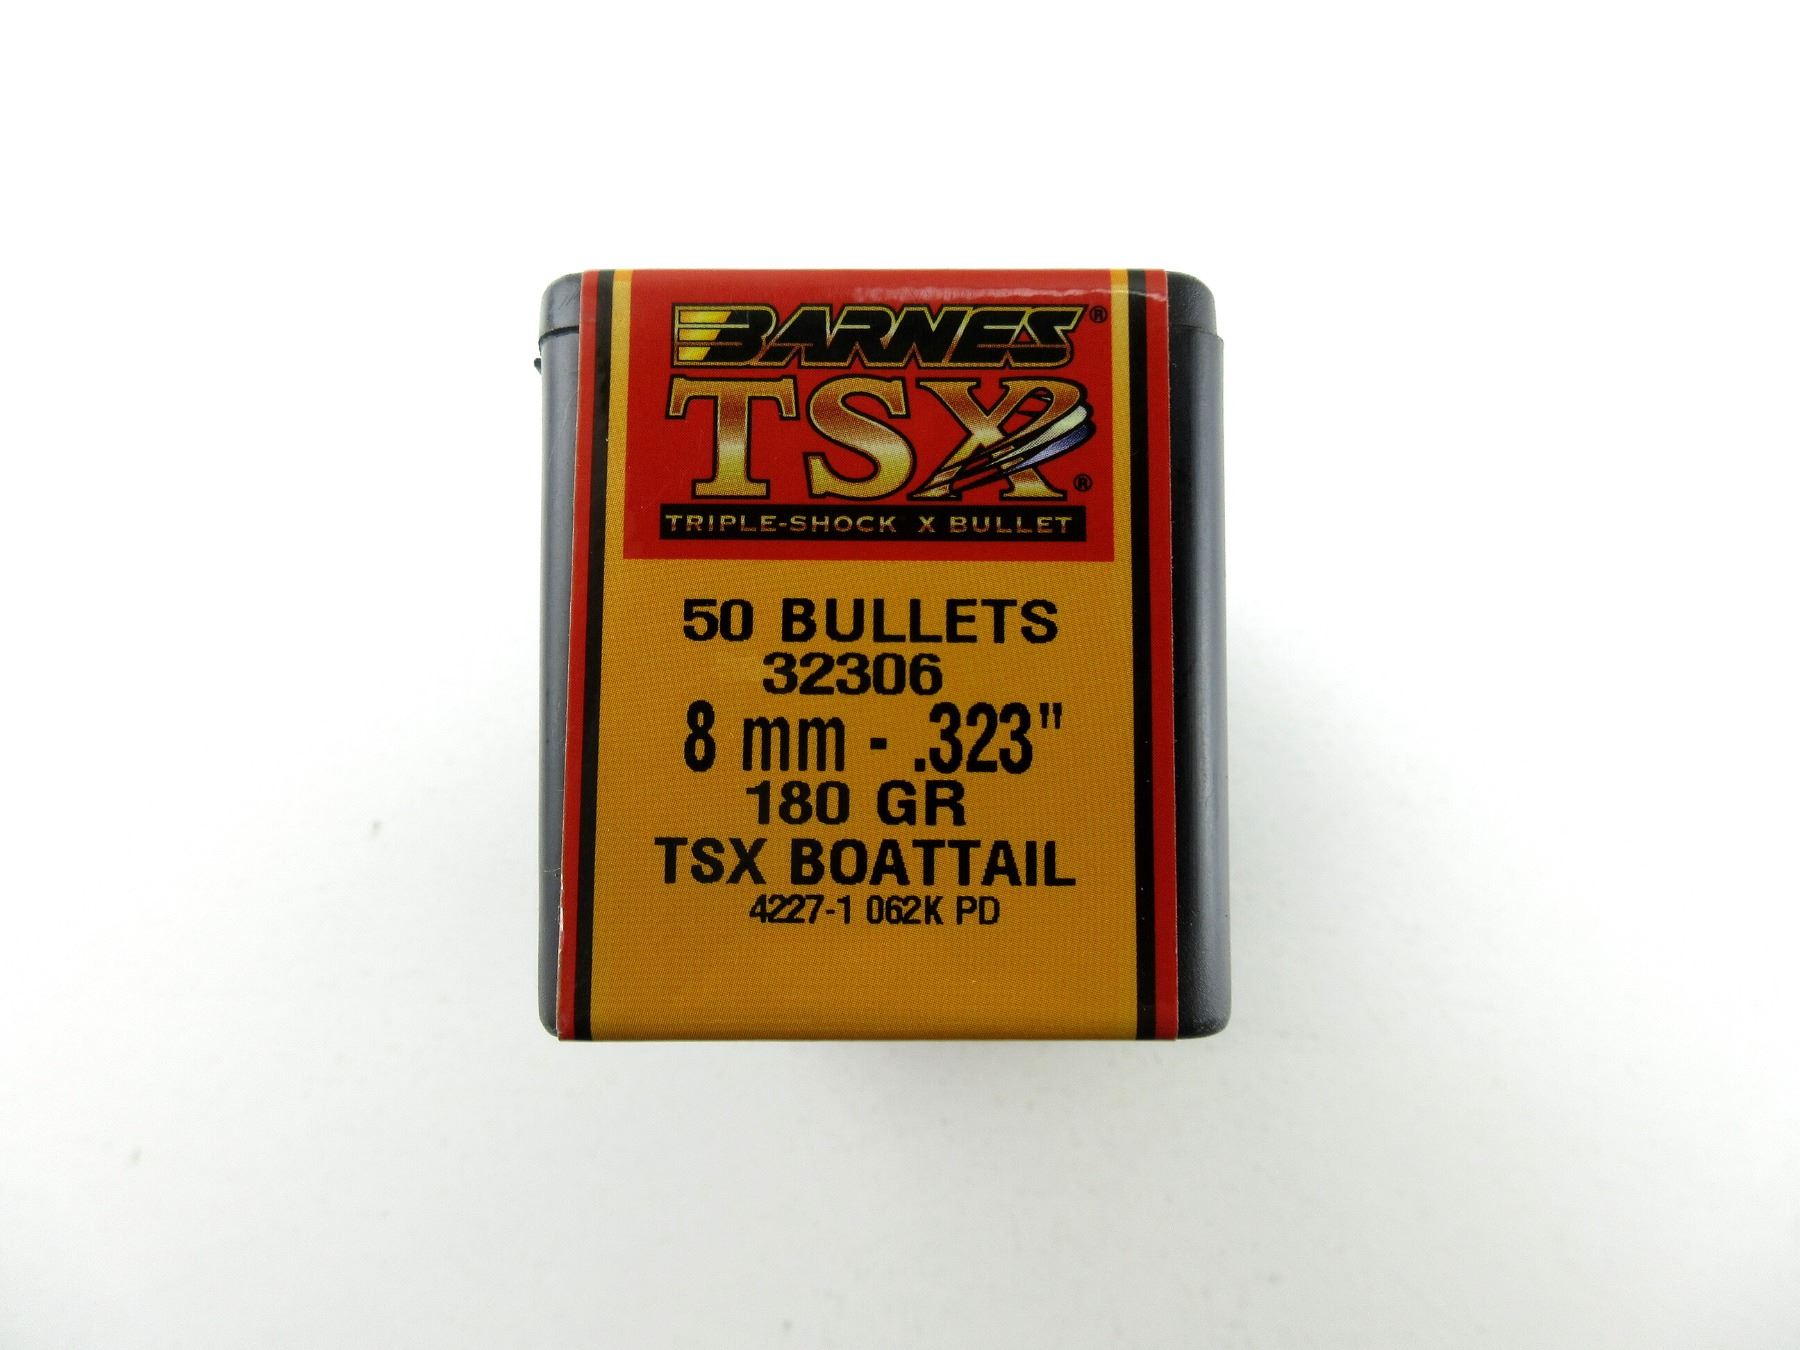 BARNES®
TSX®
TRIPLE-SHOCK X BULLET
50 BULLETS
32306
8 mm - .323"
180 GR
TSX BOATTAIL
4227-1 062K PD